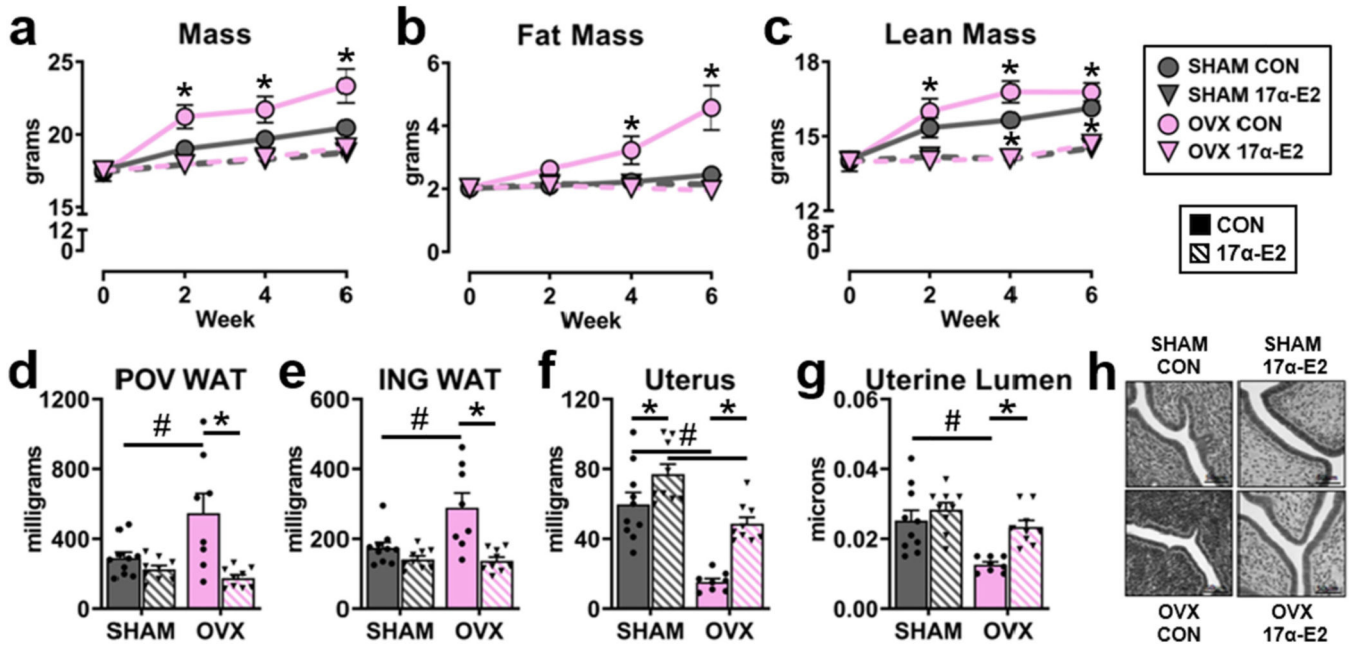 a
Mass
25
20
15
12
0
grams
*
*
*
0
2
4
6
Week
b
Fat Mass
6
4
2
0
grams
*
*
0
2
4
6
Week
c
Lean Mass
18
15
12
8
0
grams
*
*
*
*
*
0
2
4
6
Week
SHAM CON
SHAM 17α-E2
OVX CON
OVX 17α-E2
CON
17α-E2
d
POV WAT
1200
800
400
0
milligrams
#
*
SHAM
OVX
e
ING WAT
600
400
200
0
milligrams
#
*
SHAM
OVX
f
Uterus
120
80
40
0
milligrams
*
*
#
SHAM
OVX
g
Uterine Lumen
0.06
0.04
0.02
0.00
microns
#
*
SHAM
OVX
h
SHAM
CON
SHAM
17α-E2
OVX
CON
OVX
17α-E2